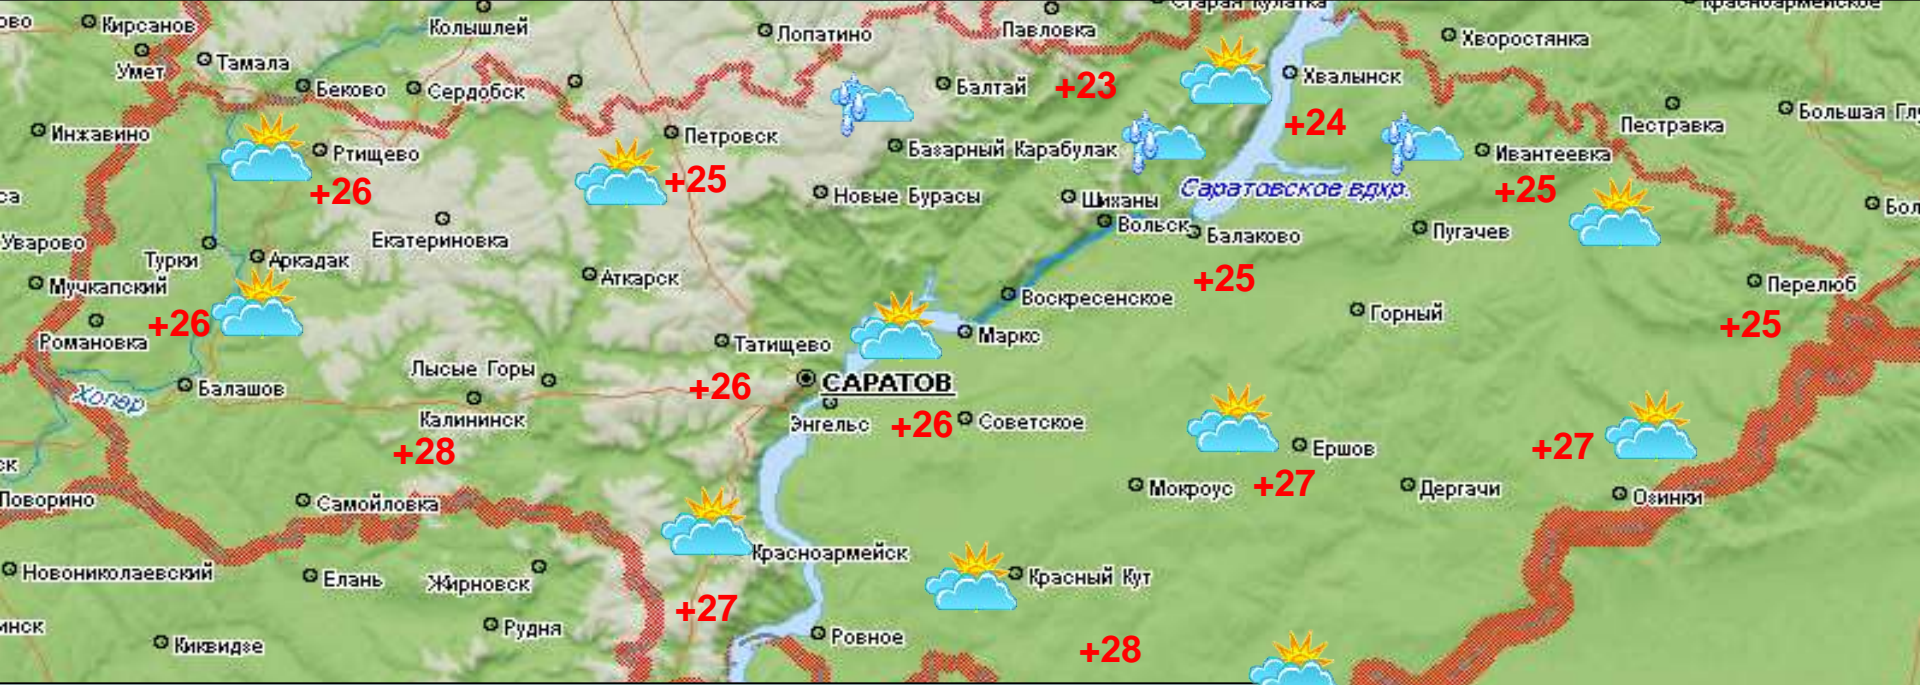 Старая Кулатка
Красноармейское
Кирсанов
Колышлей
Лопатино
Павловка
Хворостянка
Умет
Тамала
Беково
Сердобск
Балтай
+23
Хвалынск
+24
Пестравка
Инжавино
Ртищево
+26
Петровск
+25
Базарный Карабулак
Ивантеевка
+25
Саратовское вдхр.
Новые Бурасы
Шиханы
Вольск
Балаково
Пугачев
+25
Уварово
Екатериновка
Турки
Аркадак
Аткарск
Мучкапский
Воскресенское
Перелюб
+25
Горный
+26
Романовка
Татищево
Маркс
Лысые Горы
+26
САРАТОВ
Балашов
Хопер
Калининск
Энгельс
+26
Советское
+28
Ершов
+27
Мокроус
+27
Дергачи
Озинки
Поворино
Самойловка
Красноармейск
Новониколаевский
Елань
Жирновск
Красный Кут
+27
Рудня
Ровное
Киквидзе
+28